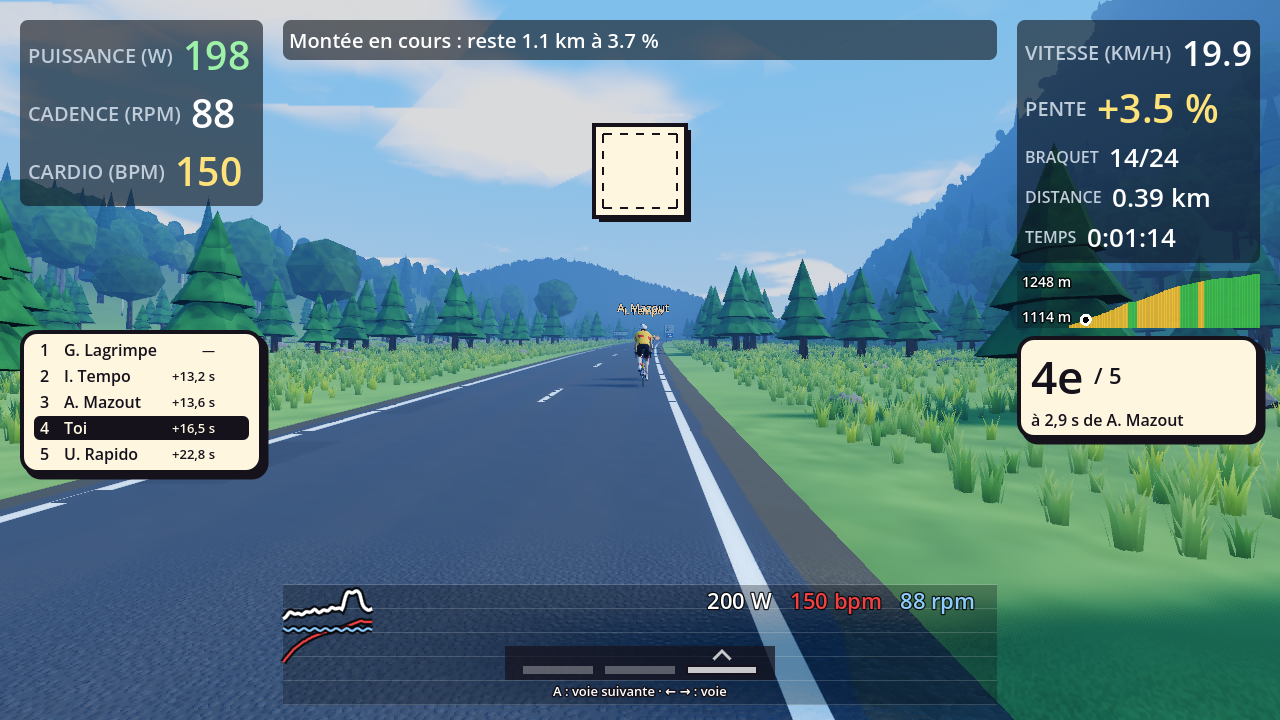 PUISSANCE (W) 198
CADENCE (RPM) 88
CARDIO (BPM) 150
Montée en cours : reste 1.1 km à 3.7 %
VITESSE (KM/H) 19.9
PENTE +3.5 %
BRAQUET 14/24
DISTANCE 0.39 km
TEMPS 0:01:14
1248 m
1114 m
A. Mazout
1 G. Lagrimpe —
2 I. Tempo +13,2 s
3 A. Mazout +13,6 s
4 Toi +16,5 s
5 U. Rapido +22,8 s
4e / 5
à 2,9 s de A. Mazout
200 W 150 bpm 88 rpm
A : voie suivante · ← → : voie